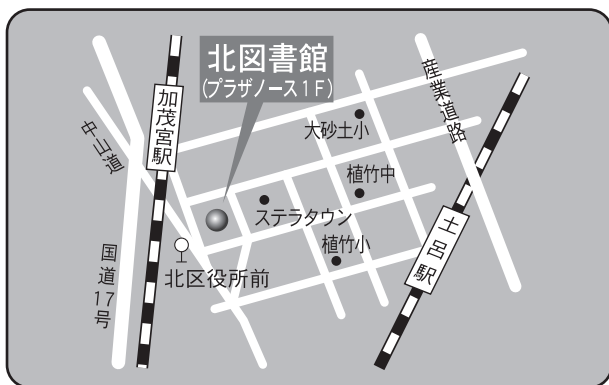 北図書館
(プラザノース1F)
加茂宮駅
中山道
産業道路
大砂土小
植竹中
ステラタウン
植竹小
土呂駅
北区役所前
国道17号